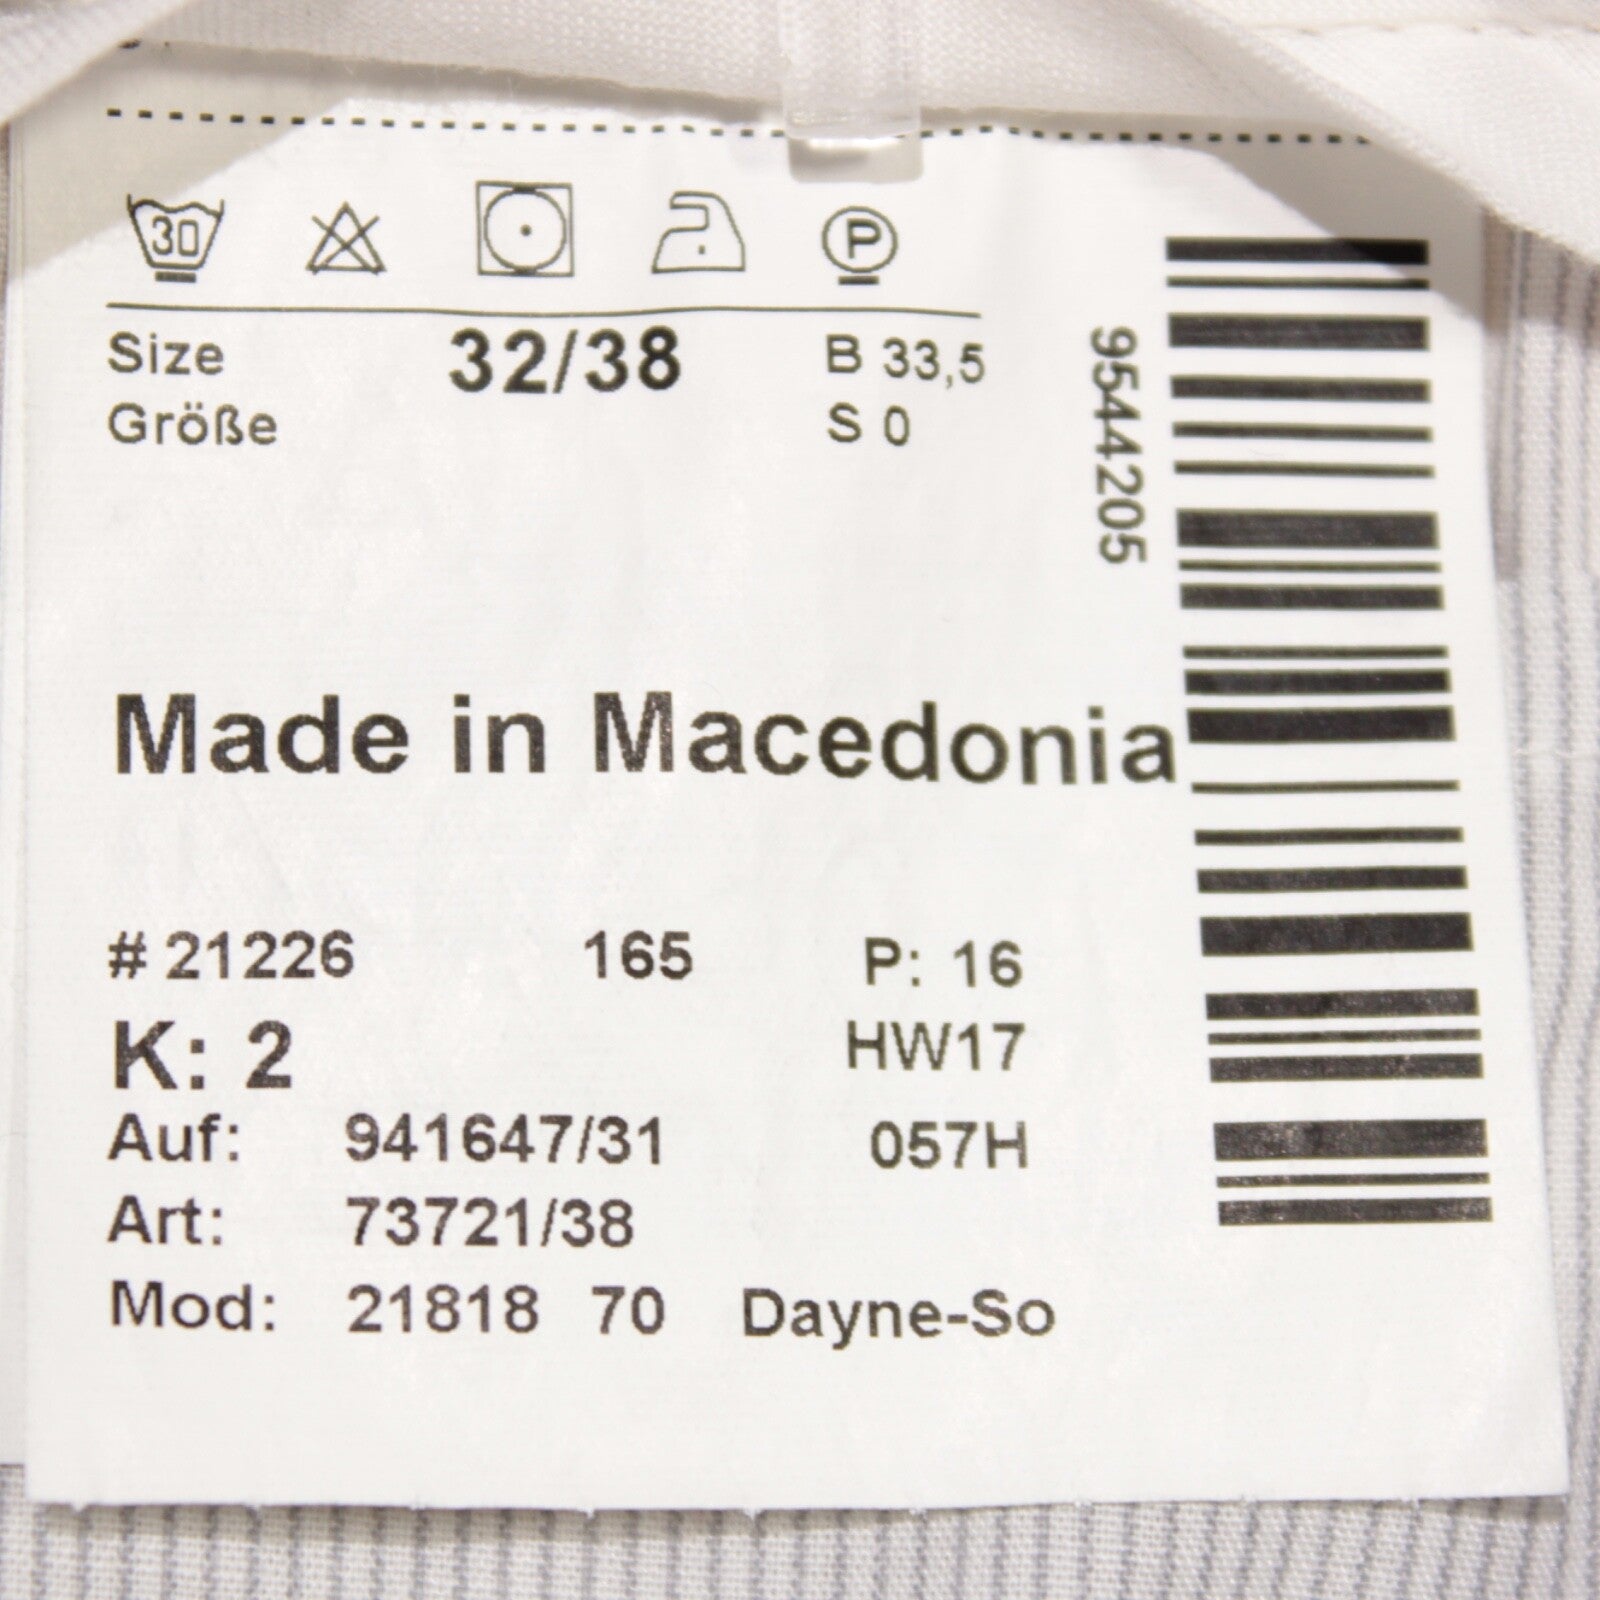 30 P
Size 32/38 B 33,5
Größe S 0
9544205
Made in Macedonia
# 21226 165 P: 16
K: 2 HW17
Auf: 941647/31 057H
Art: 73721/38
Mod: 21818 70 Dayne-So